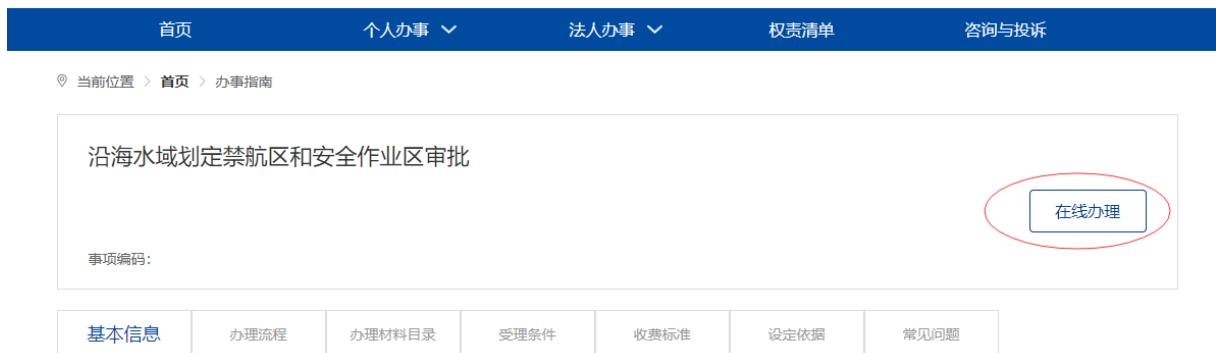 首页 个人办事 法人办事 权责清单 咨询与投诉
当前位置 > 首页 > 办事指南
沿海水域划定禁航区和安全作业区审批
在线办理
事项编码：
基本信息 办理流程 办理材料目录 受理条件 收费标准 设定依据 常见问题